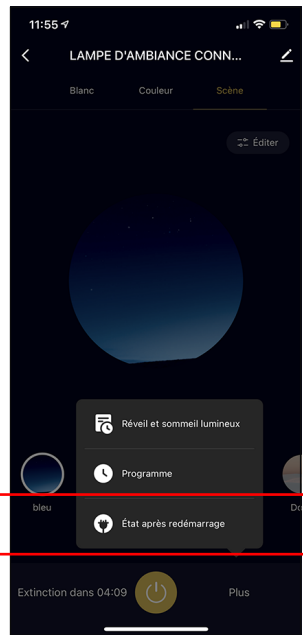 11:55
LAMPE D'AMBIANCE CONN...
Blanc Couleur Scène
Éditer
Réveil et sommeil lumineux
Programme
bleu
État après redémarrage
Extinction dans 04:09 Plus